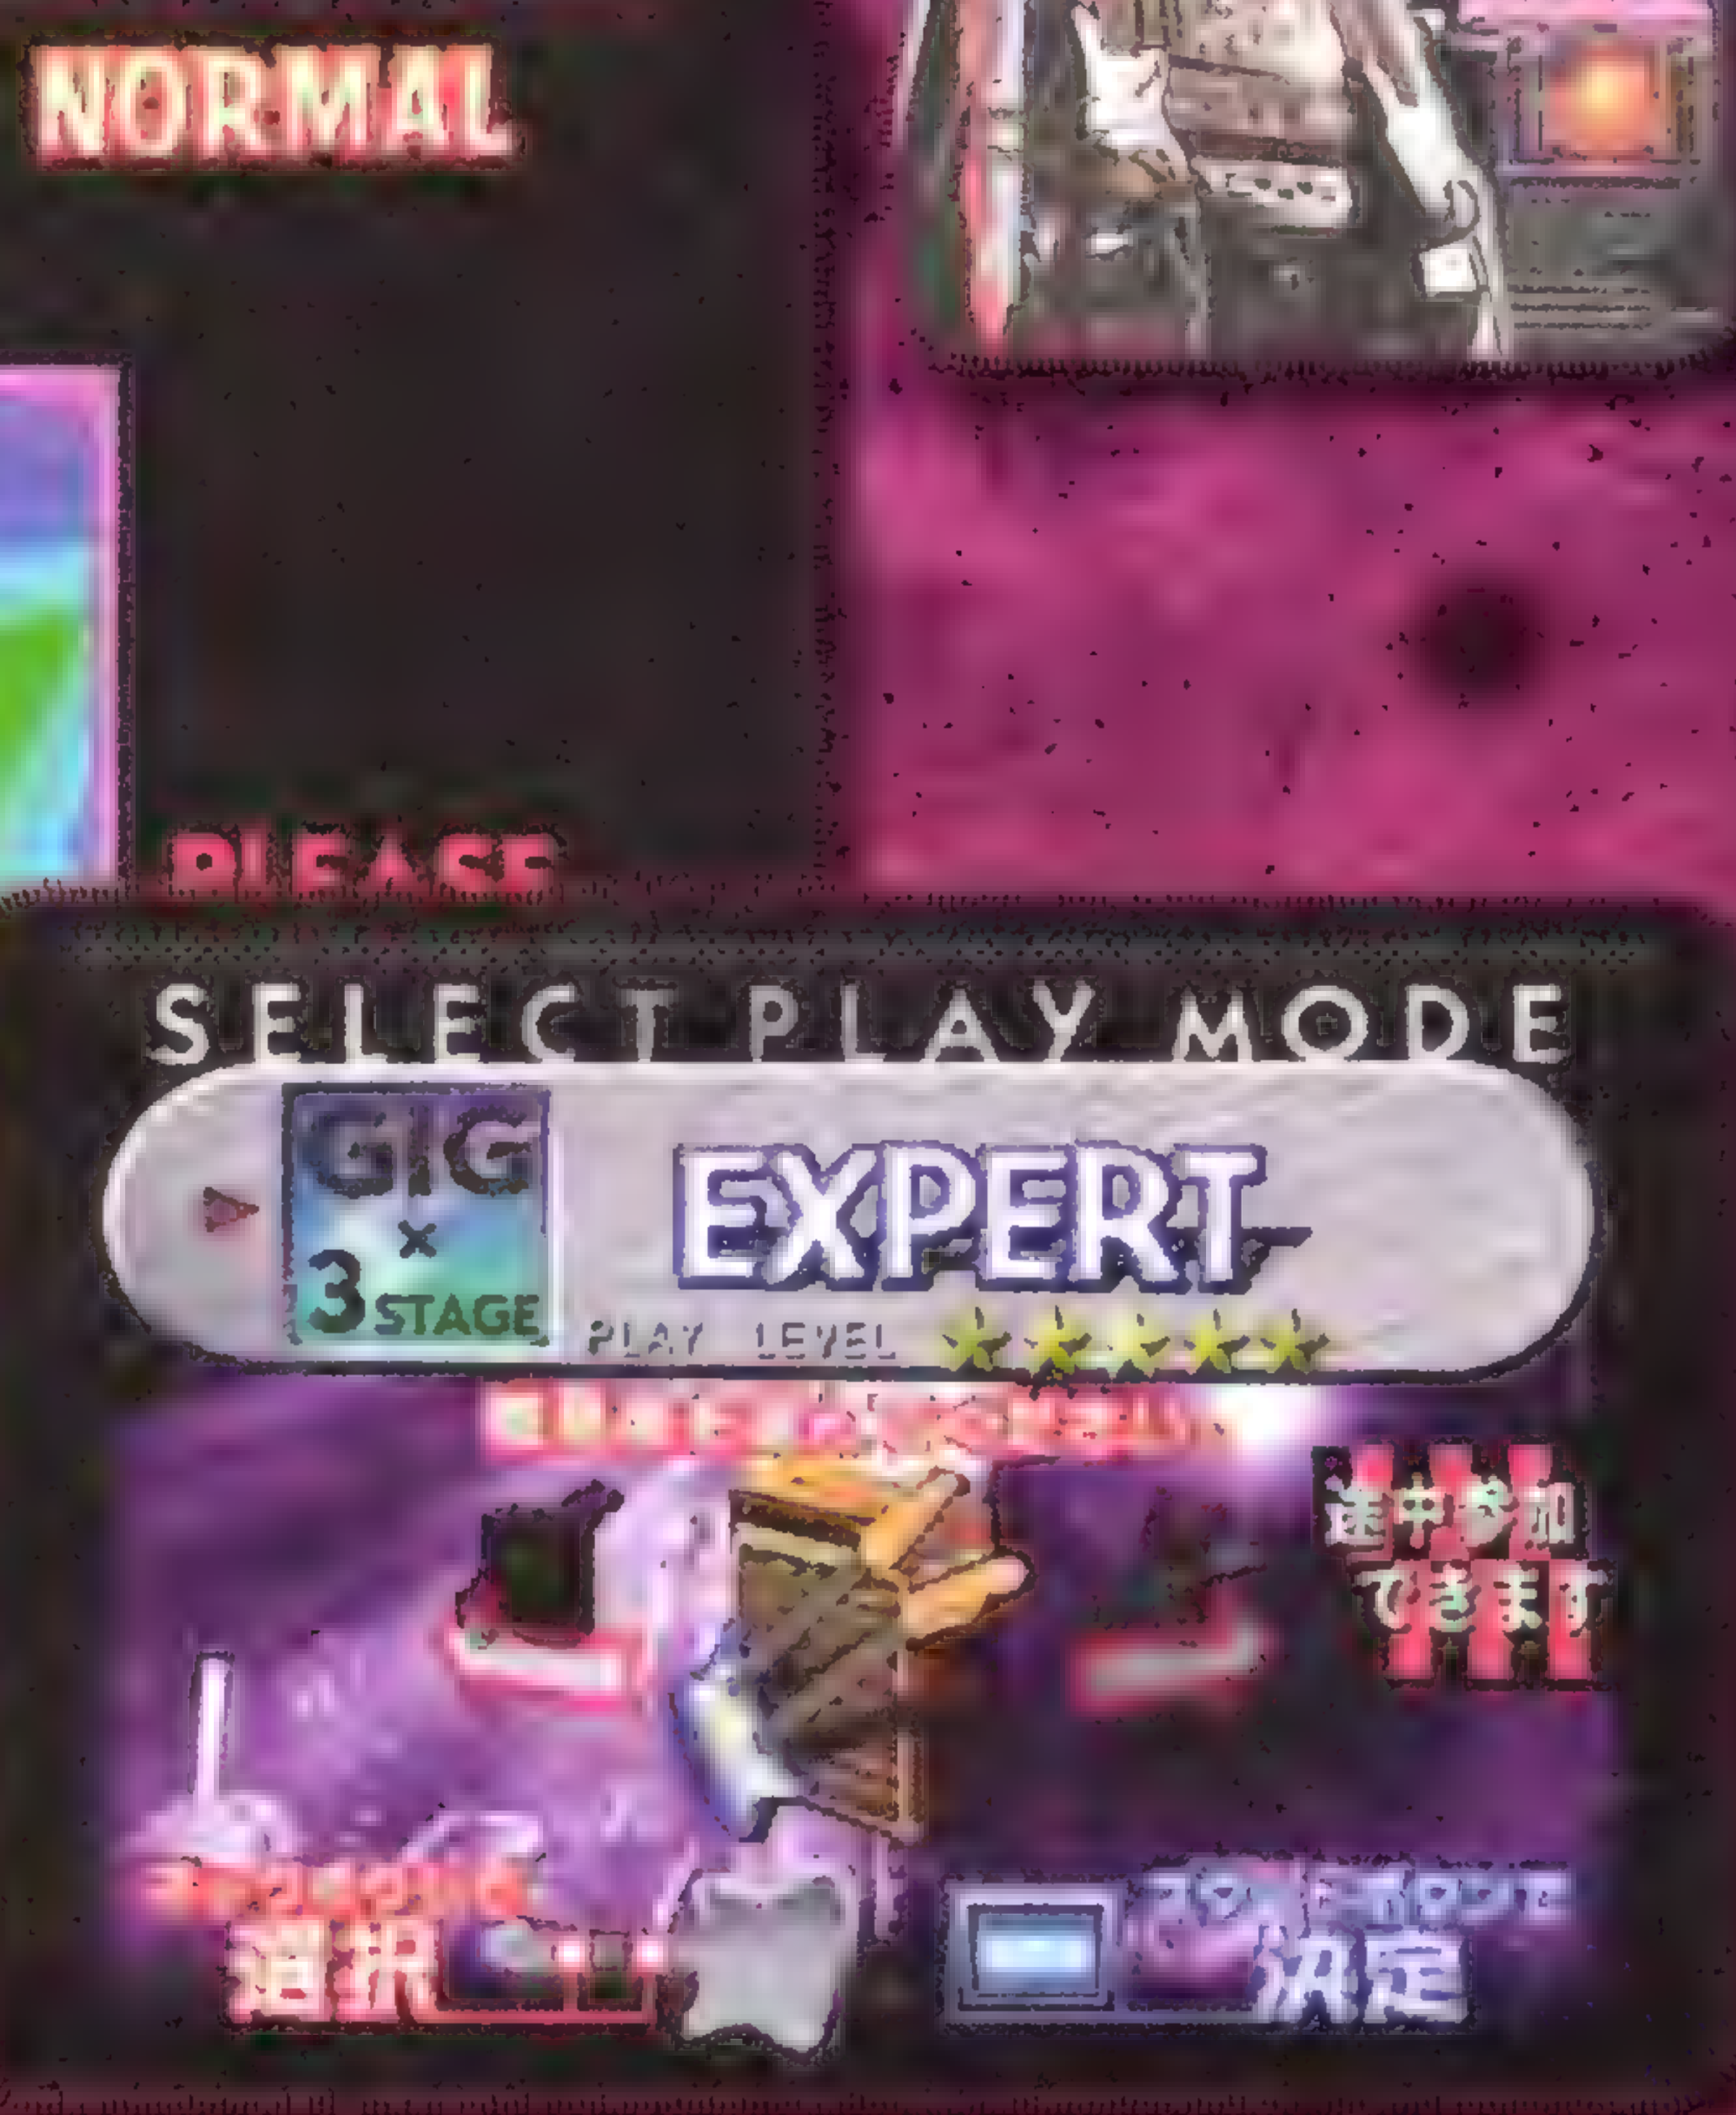 NORMAL
PLEASE
SELECT PLAY MODE
GIG
×
3 STAGE
EXPERT
PLAY LEVEL ★★★★★
途中参加
できます
選択
決定